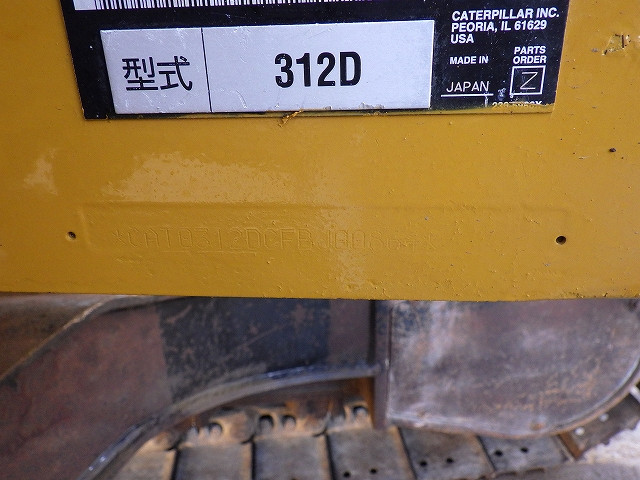 CATERPILLAR INC.
PEORIA, IL 61629
USA
型式 312D
MADE IN
JAPAN
PARTS
ORDER
Z